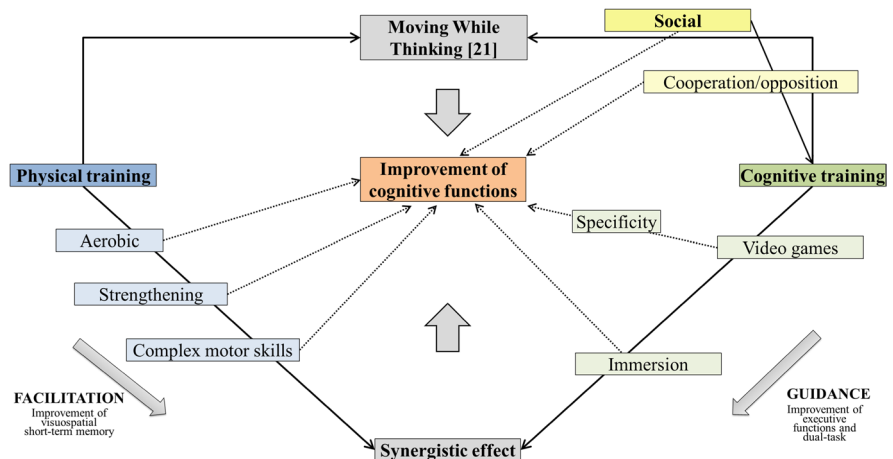 Social
Moving While
Thinking [21]
Cooperation/opposition
Physical training
Improvement of
cognitive functions
Cognitive training
Aerobic
Specificity
Video games
Strengthening
Complex motor skills
Immersion
FACILITATION
Improvement of
visuospatial
short-term memory
GUIDANCE
Improvement of
executive
functions and
dual-task
Synergistic effect